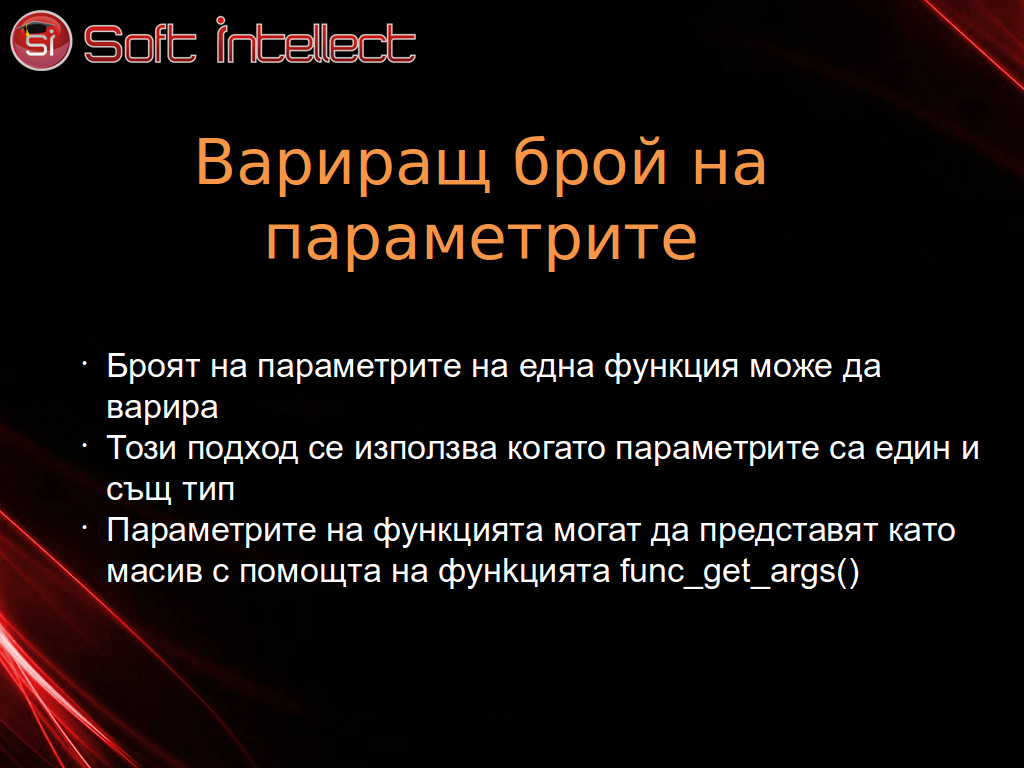 Si Soft Intellect
Вариращ брой на
параметрите
· Броят на параметрите на една функция може да
варира
· Този подход се използва когато параметрите са един и
същ тип
· Параметрите на функцията могат да представят като
масив с помощта на фунkцията func_get_args()